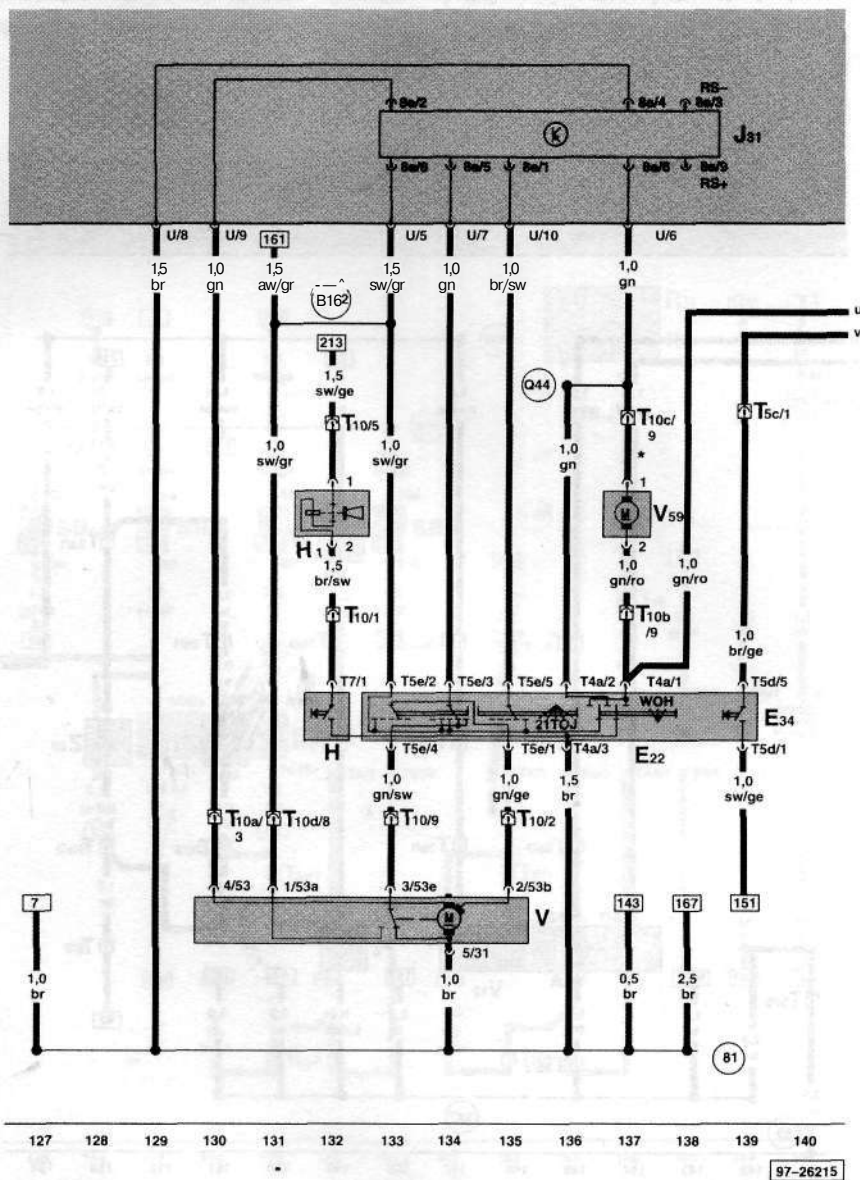 RS–
8a/2 8a/4 8a/3
K J31
8a/6 8a/5 8a/1 8a/6 8a/9
RS+
U/8 U/9 161 U/5 U/7 U/10 U/6
1,5 br
1,0 gn
1,5 aw/gr
B162
1,5 sw/gr
1,0 gn
1,0 br/sw
1,0 gn
u
v
213
1,5 sw/ge
Q44
T10/5
T10c/9
T5c/1
*
1,0 sw/gr
1,0 sw/gr
1,0 gn
1
1
M V59
H1 2
2
1,5 br/sw
1,0 gn/ro
1,0 gn/ro
T10/1
T10b/9
1,0 br/ge
T7/1 T5e/2 T5e/3 T5e/5 T4a/2 T4a/1 T5d/5
WOH
21TOJ
E34
H T5e/4 T5e/1 T4a/3 E22 T5d/1
1,0 gn/sw
1,0 gn/ge
1,5 br
1,0 sw/ge
T10a/3 T10d/8 T10/9 T10/2
4/53 1/53a 3/53e 2/53b
7 143 167 151
M V
5/31
1,0 br
1,0 br
0,5 br
2,5 br
81
127 128 129 130 131 132 133 134 135 136 137 138 139 140
97–26215